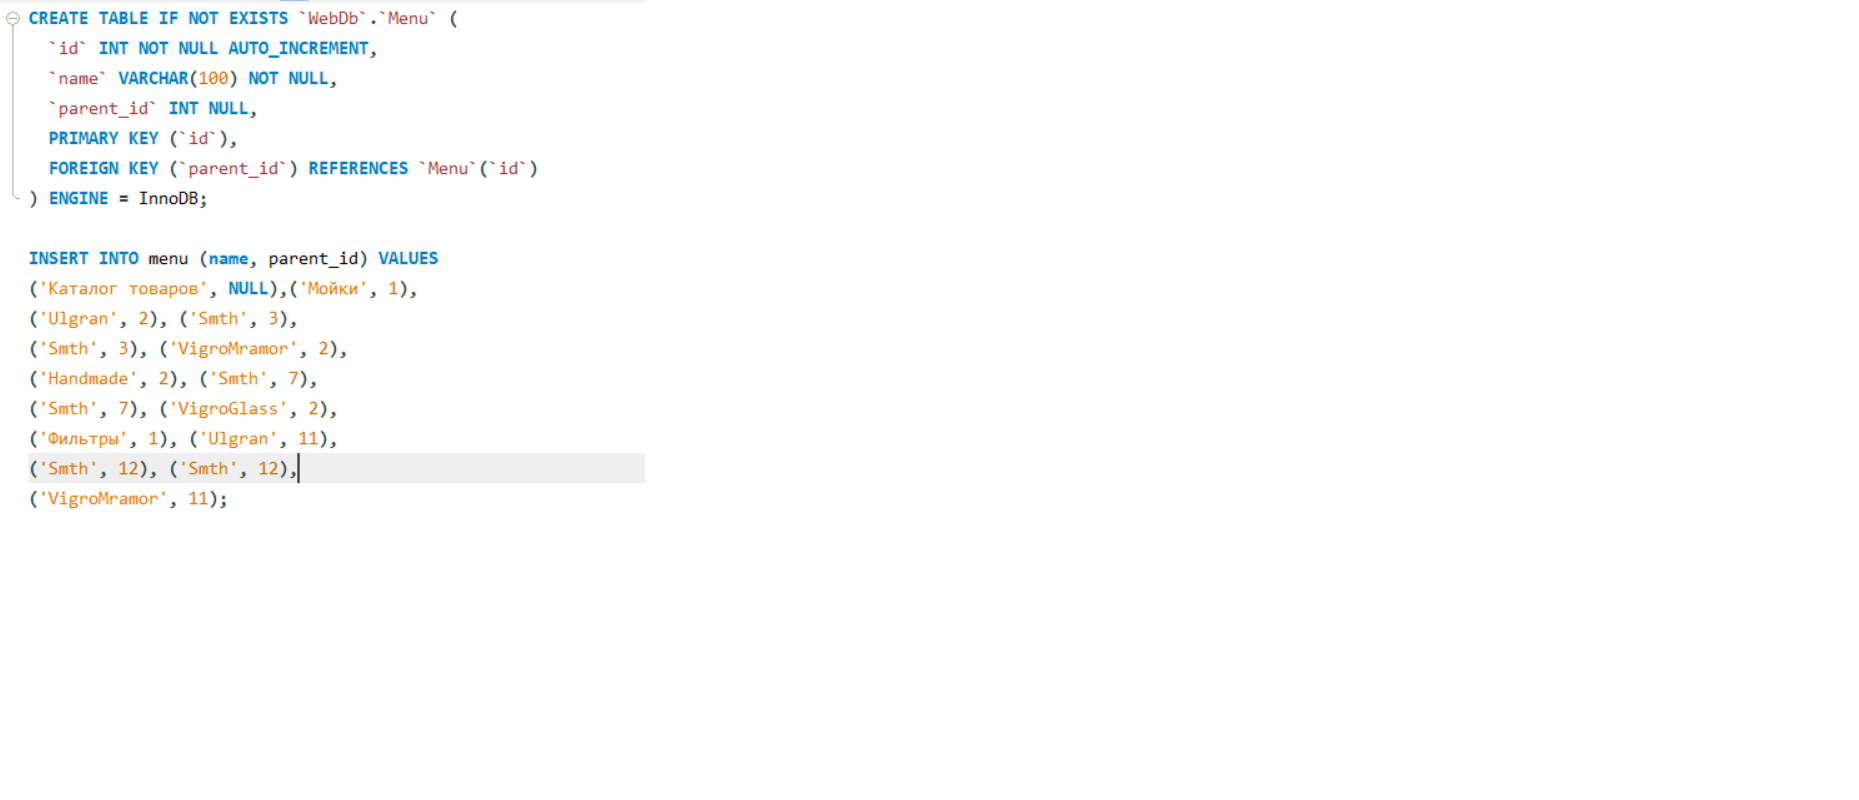 CREATE TABLE IF NOT EXISTS `WebDb`.`Menu` (
`id` INT NOT NULL AUTO_INCREMENT,
`name` VARCHAR(100) NOT NULL,
`parent_id` INT NULL,
PRIMARY KEY (`id`),
FOREIGN KEY (`parent_id`) REFERENCES `Menu`(`id`)
) ENGINE = InnoDB;
INSERT INTO menu (name, parent_id) VALUES
('Каталог товаров', NULL),('Мойки', 1),
('Ulgran', 2), ('Smth', 3),
('Smth', 3), ('VigroMramor', 2),
('Handmade', 2), ('Smth', 7),
('Smth', 7), ('VigroGlass', 2),
('Фильтры', 1), ('Ulgran', 11),
('Smth', 12), ('Smth', 12),
('VigroMramor', 11);